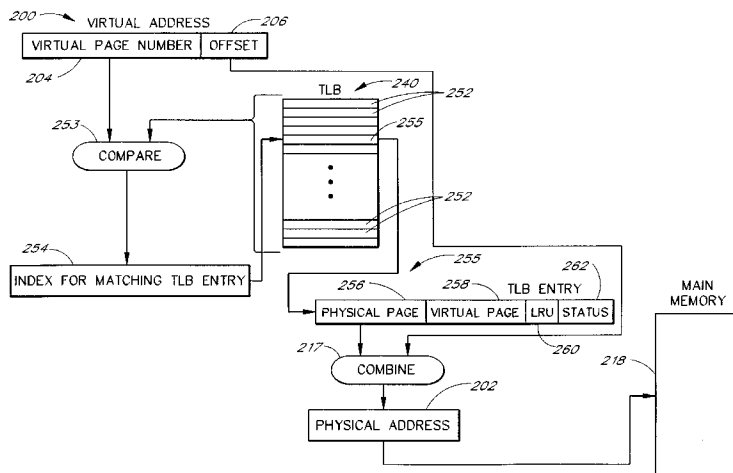 200
VIRTUAL ADDRESS
206
VIRTUAL PAGE NUMBER
OFFSET
204
TLB
240
252
253
255
COMPARE
252
254
INDEX FOR MATCHING TLB ENTRY
255
256
258
TLB ENTRY
262
PHYSICAL PAGE
VIRTUAL PAGE
LRU
STATUS
260
217
COMBINE
202
PHYSICAL ADDRESS
MAIN
MEMORY
218